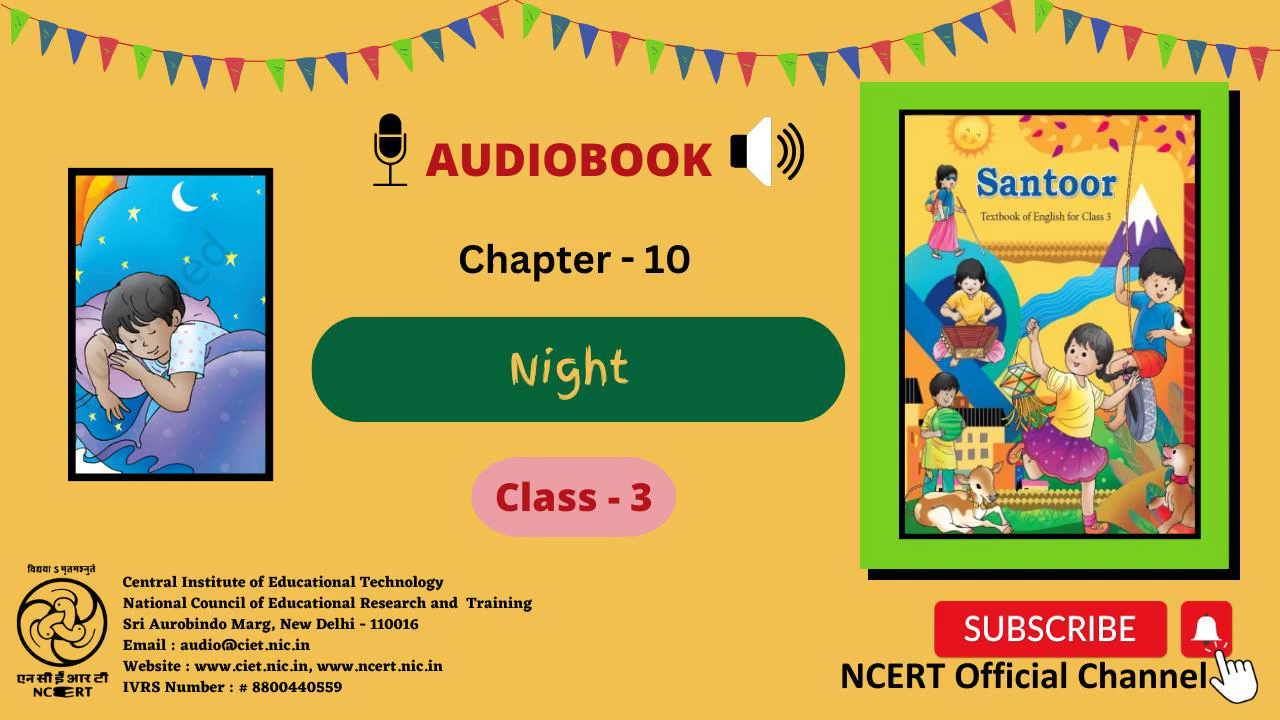 AUDIOBOOK
Chapter - 10
Night
Class - 3
ed
Santoor
Textbook of English for Class 3
विद्यया ऽ मृतमश्नुते
एन सी ई आर टी
NCERT
Central Institute of Educational Technology
National Council of Educational Research and Training
Sri Aurobindo Marg, New Delhi - 110016
Email : audio@ciet.nic.in
Website : www.ciet.nic.in, www.ncert.nic.in
IVRS Number : # 8800440559
SUBSCRIBE
NCERT Official Channel